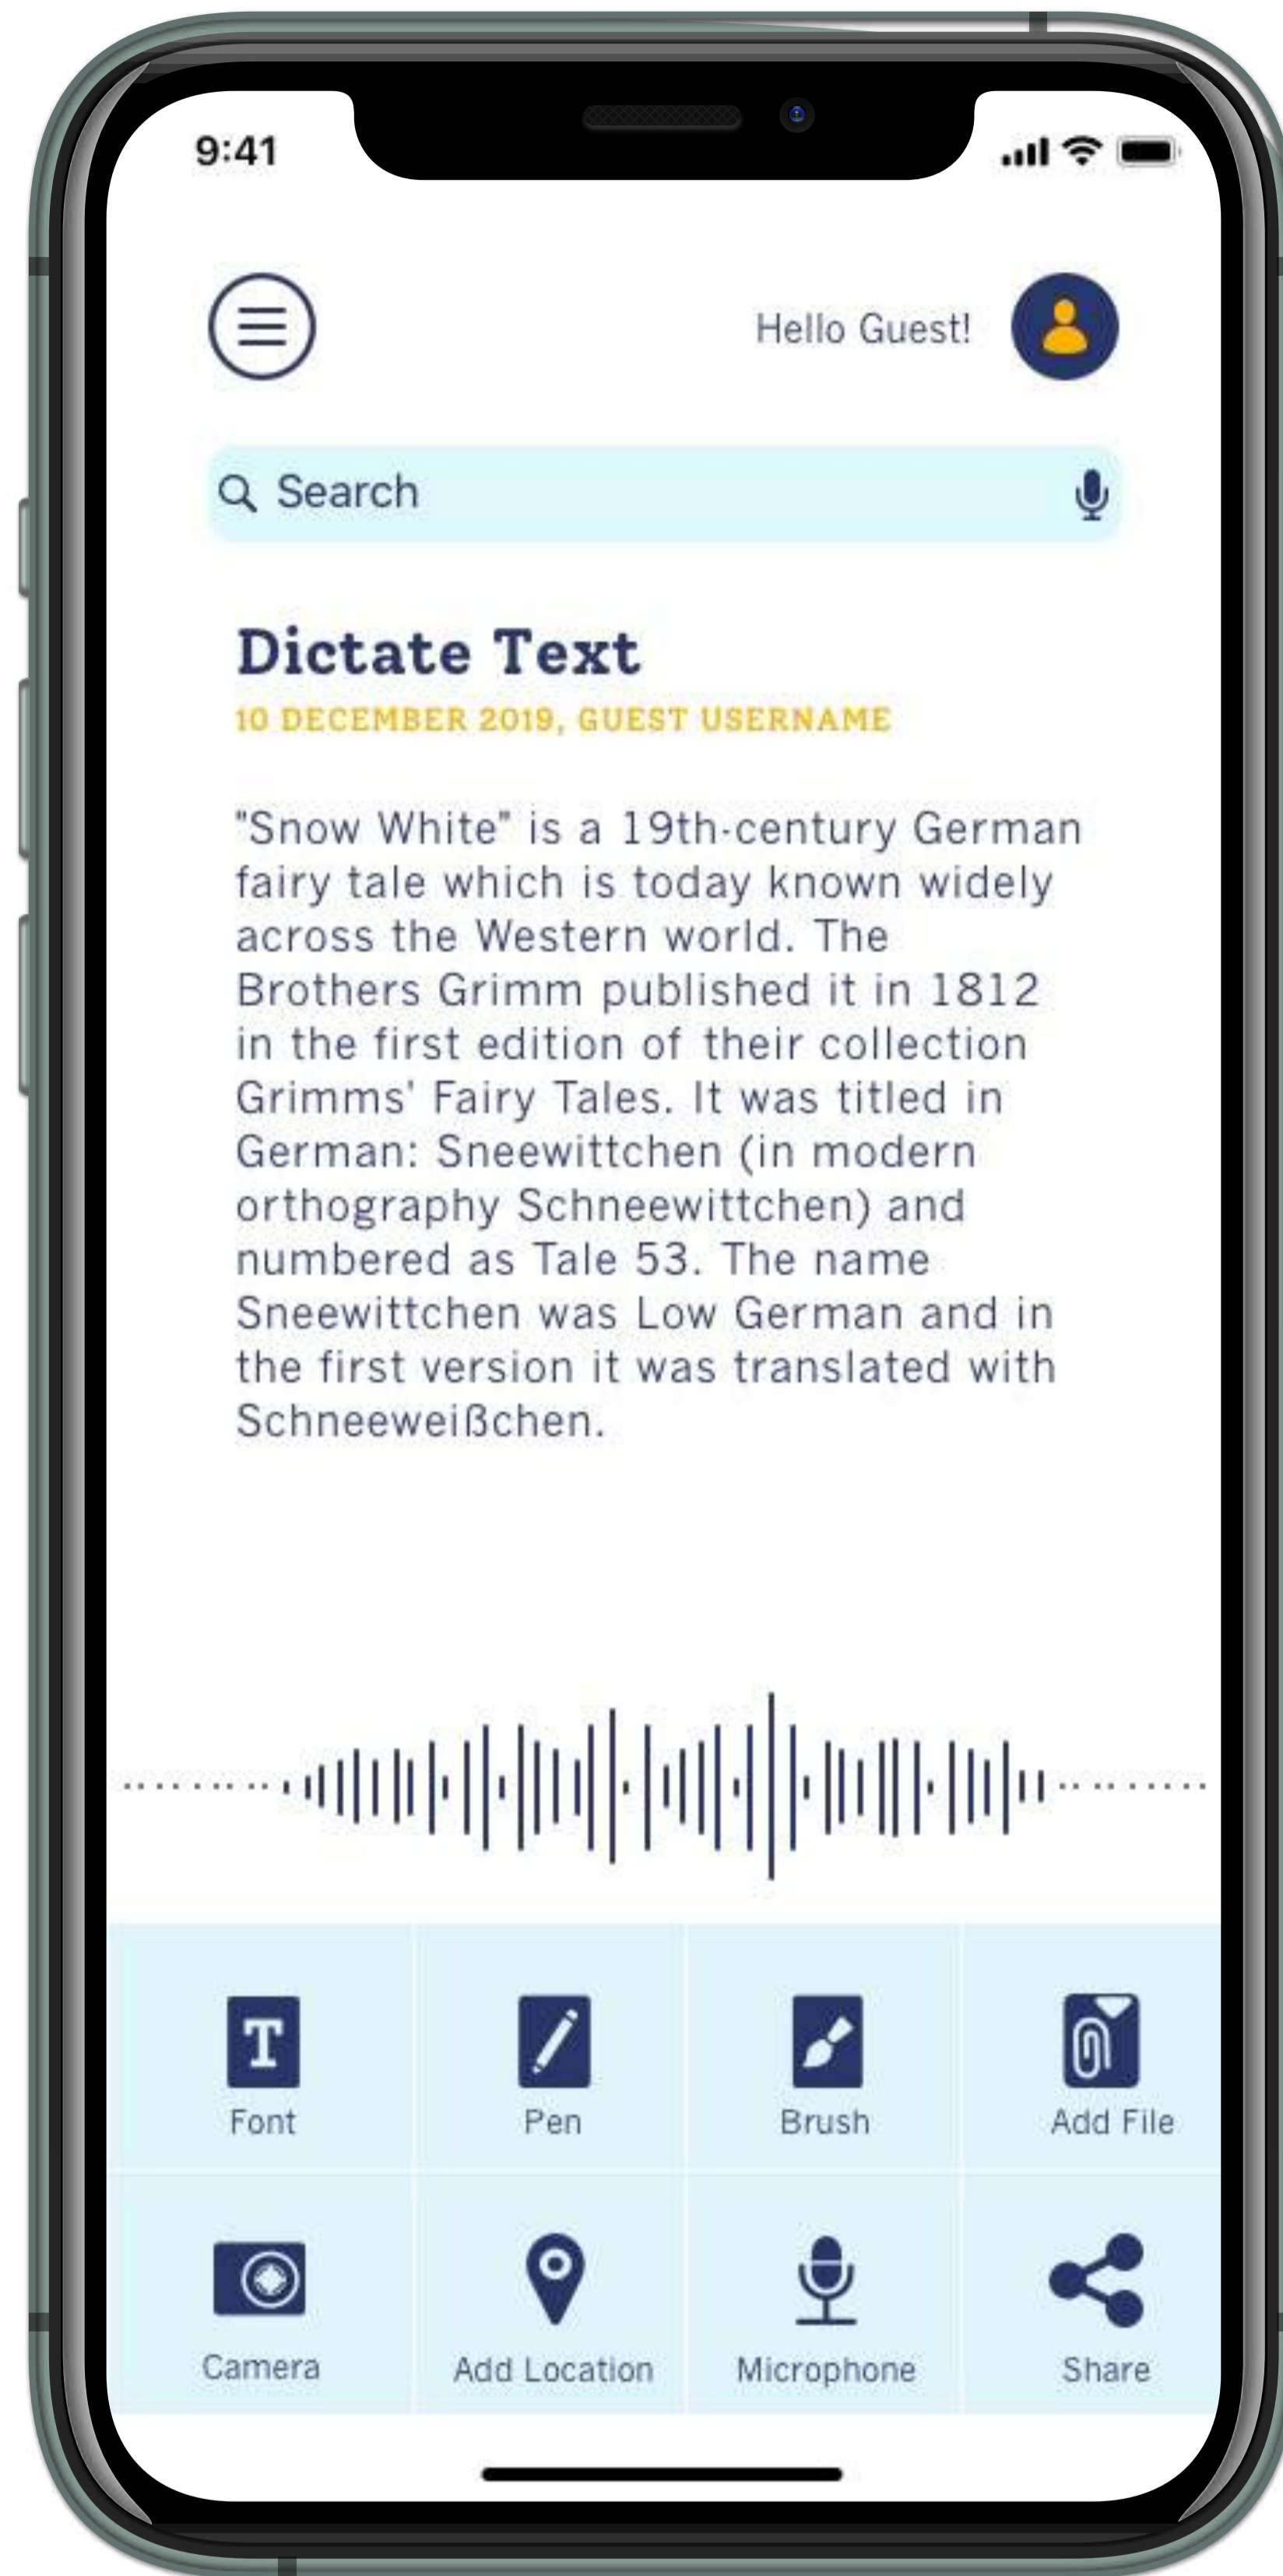 9:41
Hello Guest!
Search
Dictate Text
10 DECEMBER 2019, GUEST USERNAME
"Snow White" is a 19th-century German
fairy tale which is today known widely
across the Western world. The
Brothers Grimm published it in 1812
in the first edition of their collection
Grimms' Fairy Tales. It was titled in
German: Sneewittchen (in modern
orthography Schneewittchen) and
numbered as Tale 53. The name
Sneewittchen was Low German and in
the first version it was translated with
Schneeweißchen.
T
Font Pen Brush Add File
Camera Add Location Microphone Share